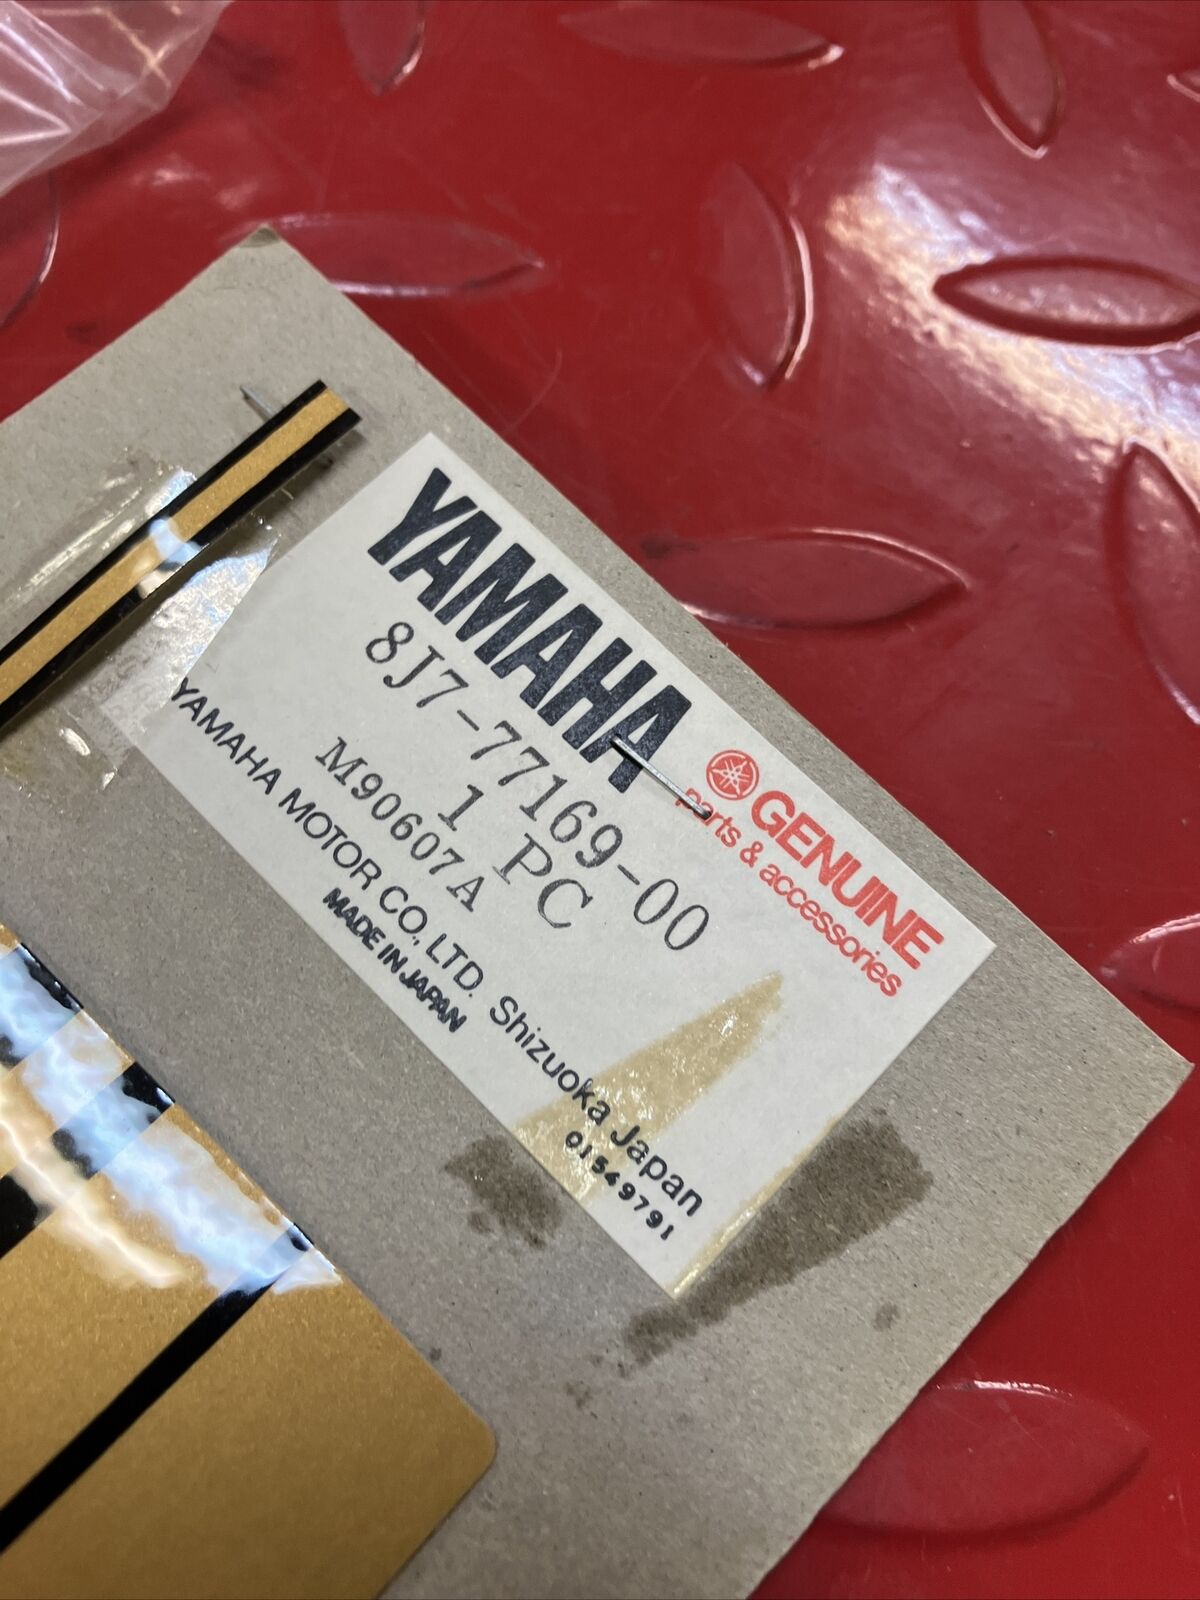 YAMAHA
GENUINE
parts & accessories
8J7-77169-00
1 PC
M90607A
YAMAHA MOTOR CO., LTD. Shizuoka Japan
MADE IN JAPAN
01549791